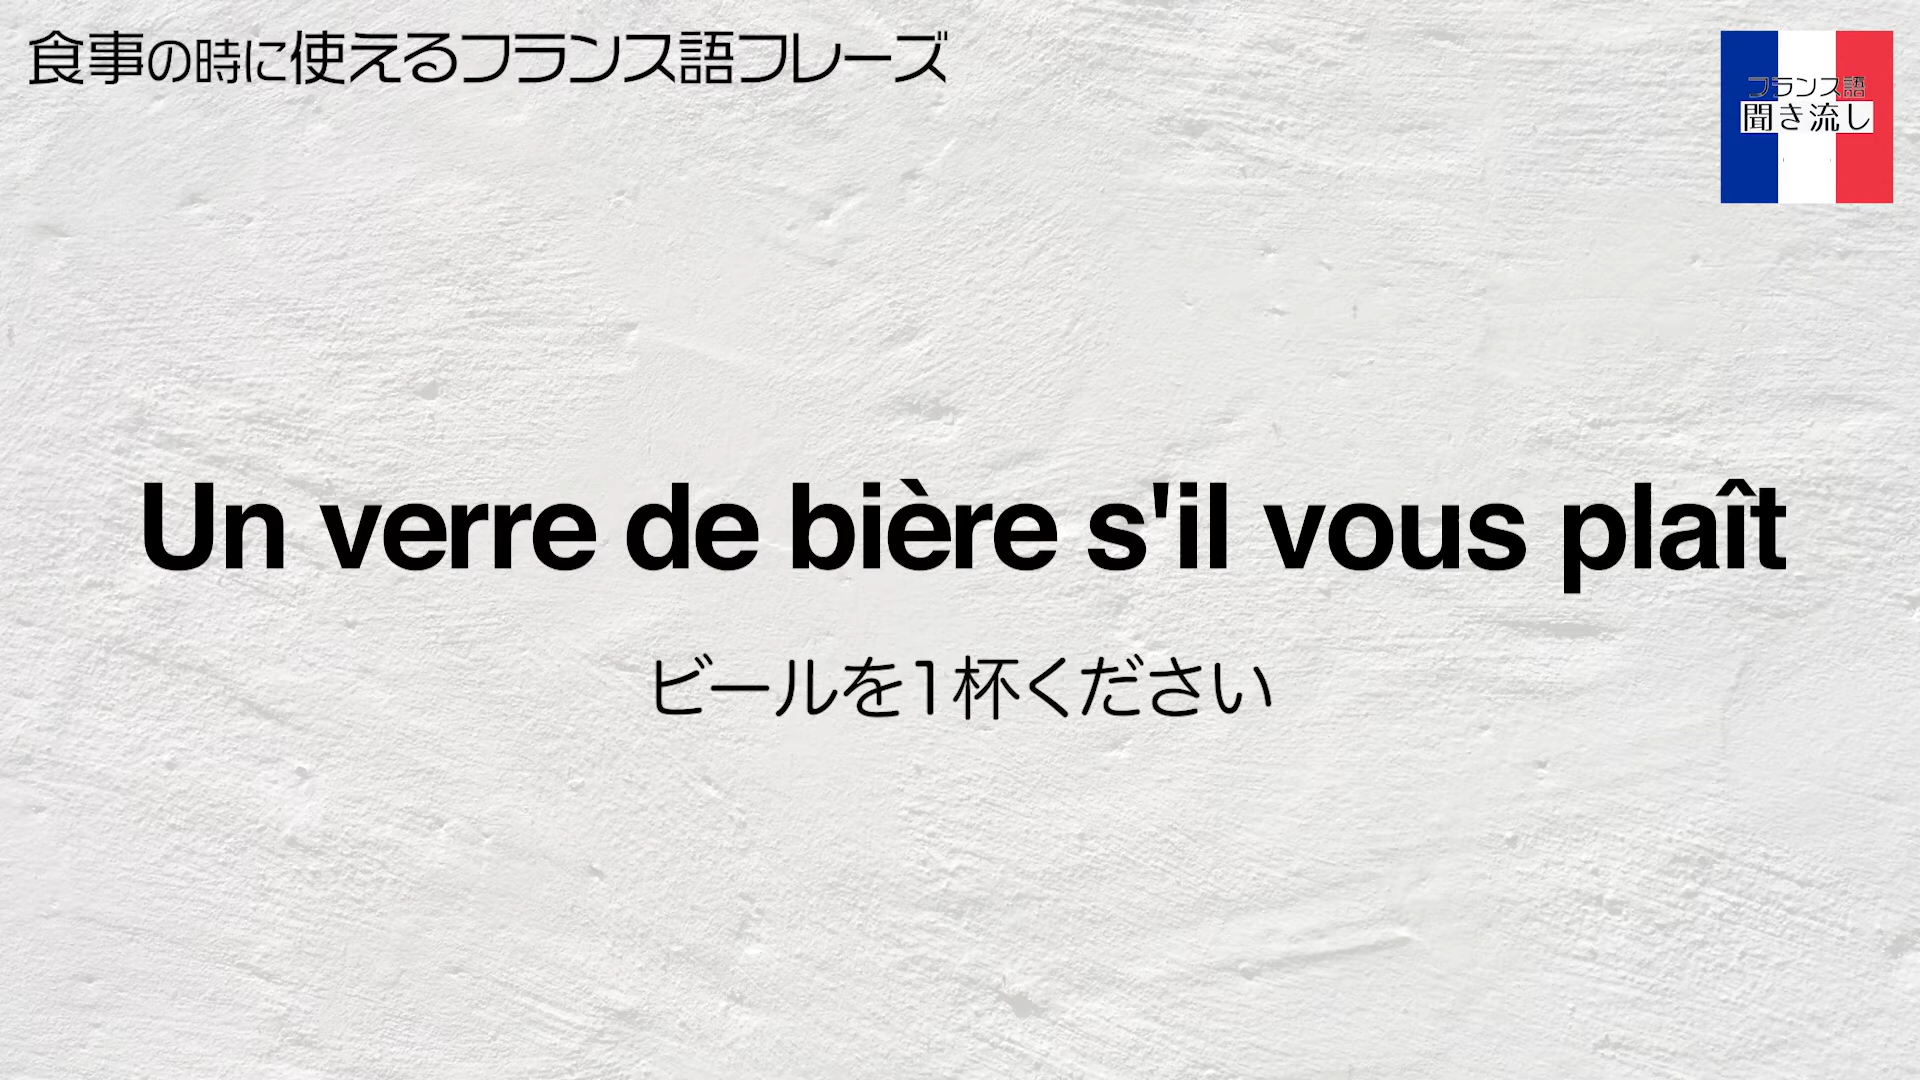 食事の時に使えるフランス語フレーズ
フランス語
聞き流し
Un verre de bière s'il vous plaît
ビールを1杯ください